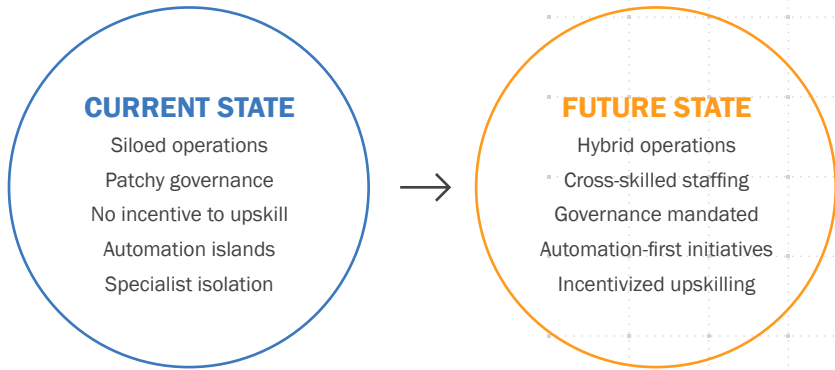 CURRENT STATE
Siloed operations
Patchy governance
No incentive to upskill
Automation islands
Specialist isolation
FUTURE STATE
Hybrid operations
Cross-skilled staffing
Governance mandated
Automation-first initiatives
Incentivized upskilling